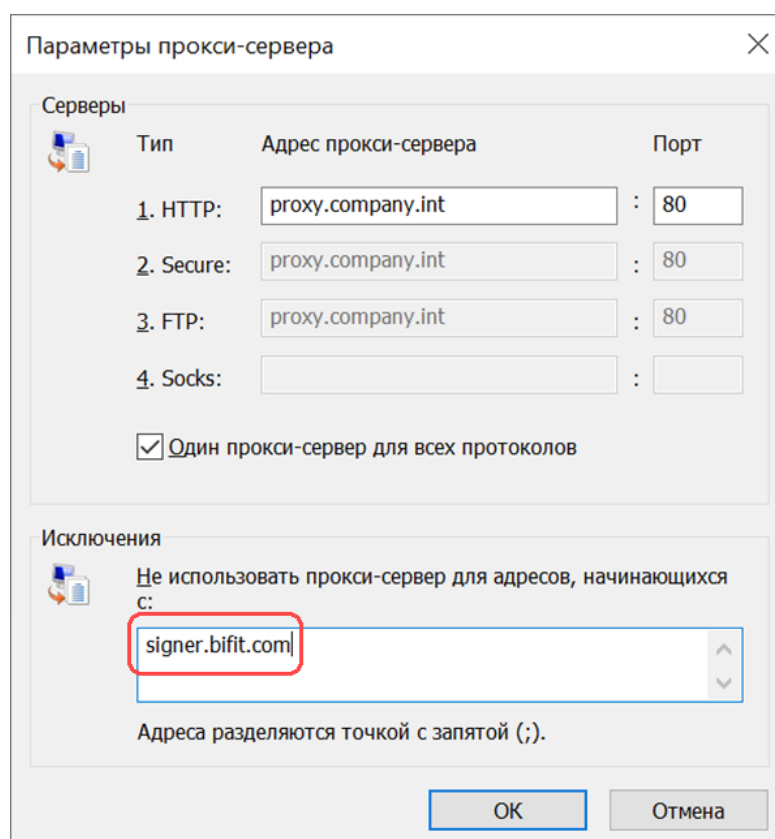 Параметры прокси-сервера
Серверы
Тип Адрес прокси-сервера Порт
1. HTTP: proxy.company.int : 80
2. Secure: proxy.company.int : 80
3. FTP: proxy.company.int : 80
4. Socks: :
Один прокси-сервер для всех протоколов
Исключения
Не использовать прокси-сервер для адресов, начинающихся
с:
signer.bifit.com
Адреса разделяются точкой с запятой (;).
ОК Отмена